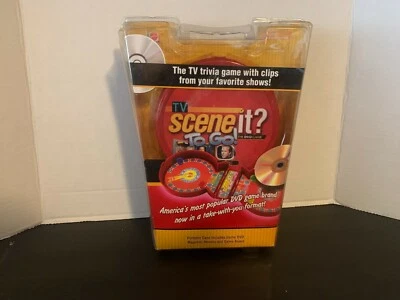 The TV trivia game with clips
from your favorite shows!
TV
scene it?
To Go!
America's most popular DVD game brand
now in a take-with-you format!